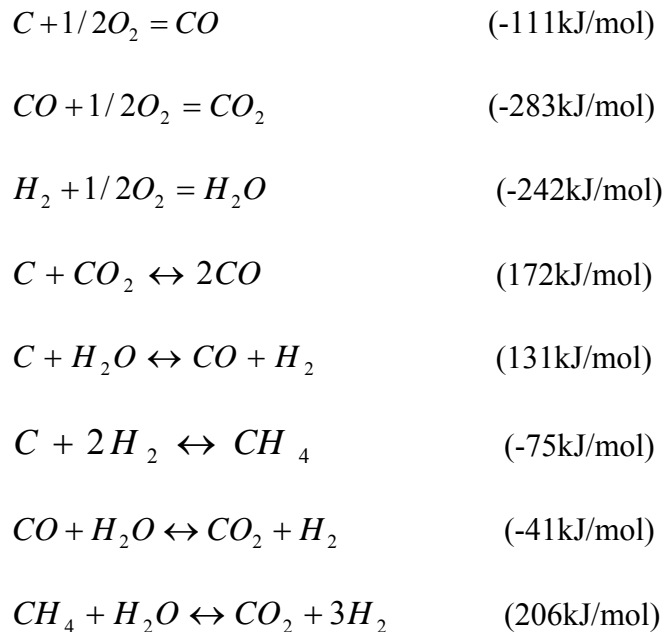 C + 1/2O₂ = CO (-111kJ/mol)
CO + 1/2O₂ = CO₂ (-283kJ/mol)
H₂ + 1/2O₂ = H₂O (-242kJ/mol)
C + CO₂ ↔ 2CO (172kJ/mol)
C + H₂O ↔ CO + H₂ (131kJ/mol)
C + 2H₂ ↔ CH₄ (-75kJ/mol)
CO + H₂O ↔ CO₂ + H₂ (-41kJ/mol)
CH₄ + H₂O ↔ CO₂ + 3H₂ (206kJ/mol)